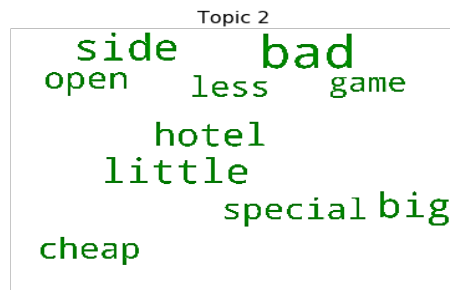 Topic 2
side bad
open less game
hotel
little
special big
cheap